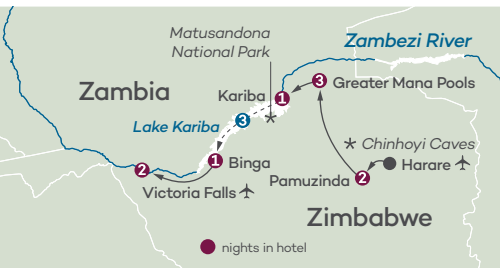 Matusandona
National Park
Zambezi River
Zambia
Kariba
1
3
Greater Mana Pools
Lake Kariba
3
* Chinhoyi Caves
Harare
1
Binga
2
Victoria Falls
Pamuzinda
2
Zimbabwe
nights in hotel